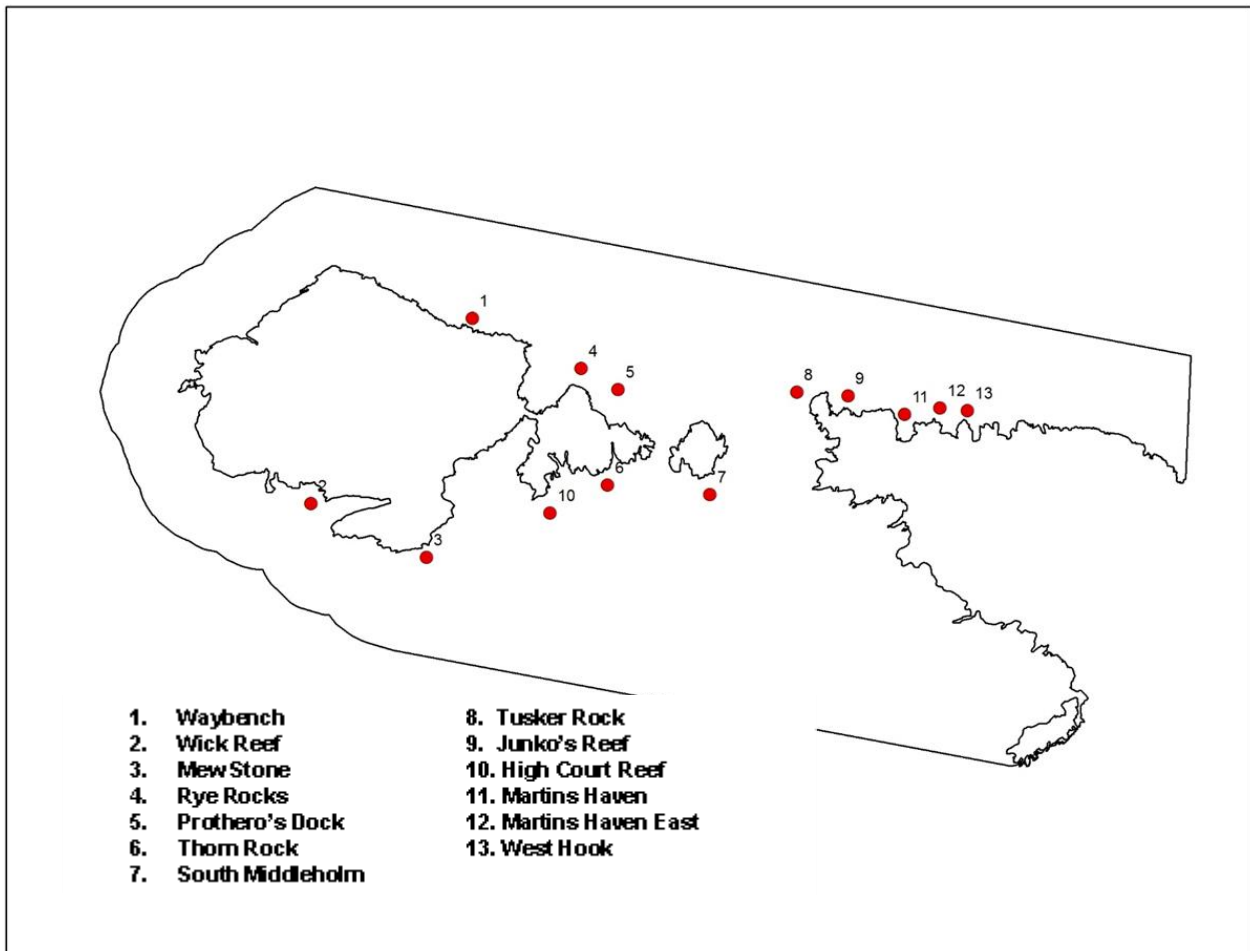 1
4
5
8
9
11
12
13
2
6
7
10
3
1. Waybench
2. Wick Reef
3. Mew Stone
4. Rye Rocks
5. Prothero's Dock
6. Thorn Rock
7. South Middleholm
8. Tusker Rock
9. Junko's Reef
10. High Court Reef
11. Martins Haven
12. Martins Haven East
13. West Hook